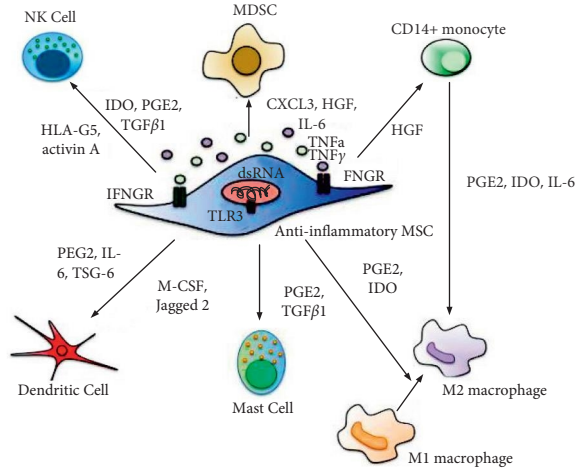 NK Cell
MDSC
CD14+ monocyte
IDO, PGE2,
TGFβ1
HLA-G5,
activin A
CXCL3, HGF,
IL-6
TNFa
TNFγ
HGF
dsRNA
IFNGR
FNGR
TLR3
PGE2, IDO, IL-6
Anti-inflammatory MSC
PEG2, IL-
6, TSG-6
M-CSF,
Jagged 2
PGE2,
TGFβ1
PGE2,
IDO
Dendritic Cell
Mast Cell
M2 macrophage
M1 macrophage